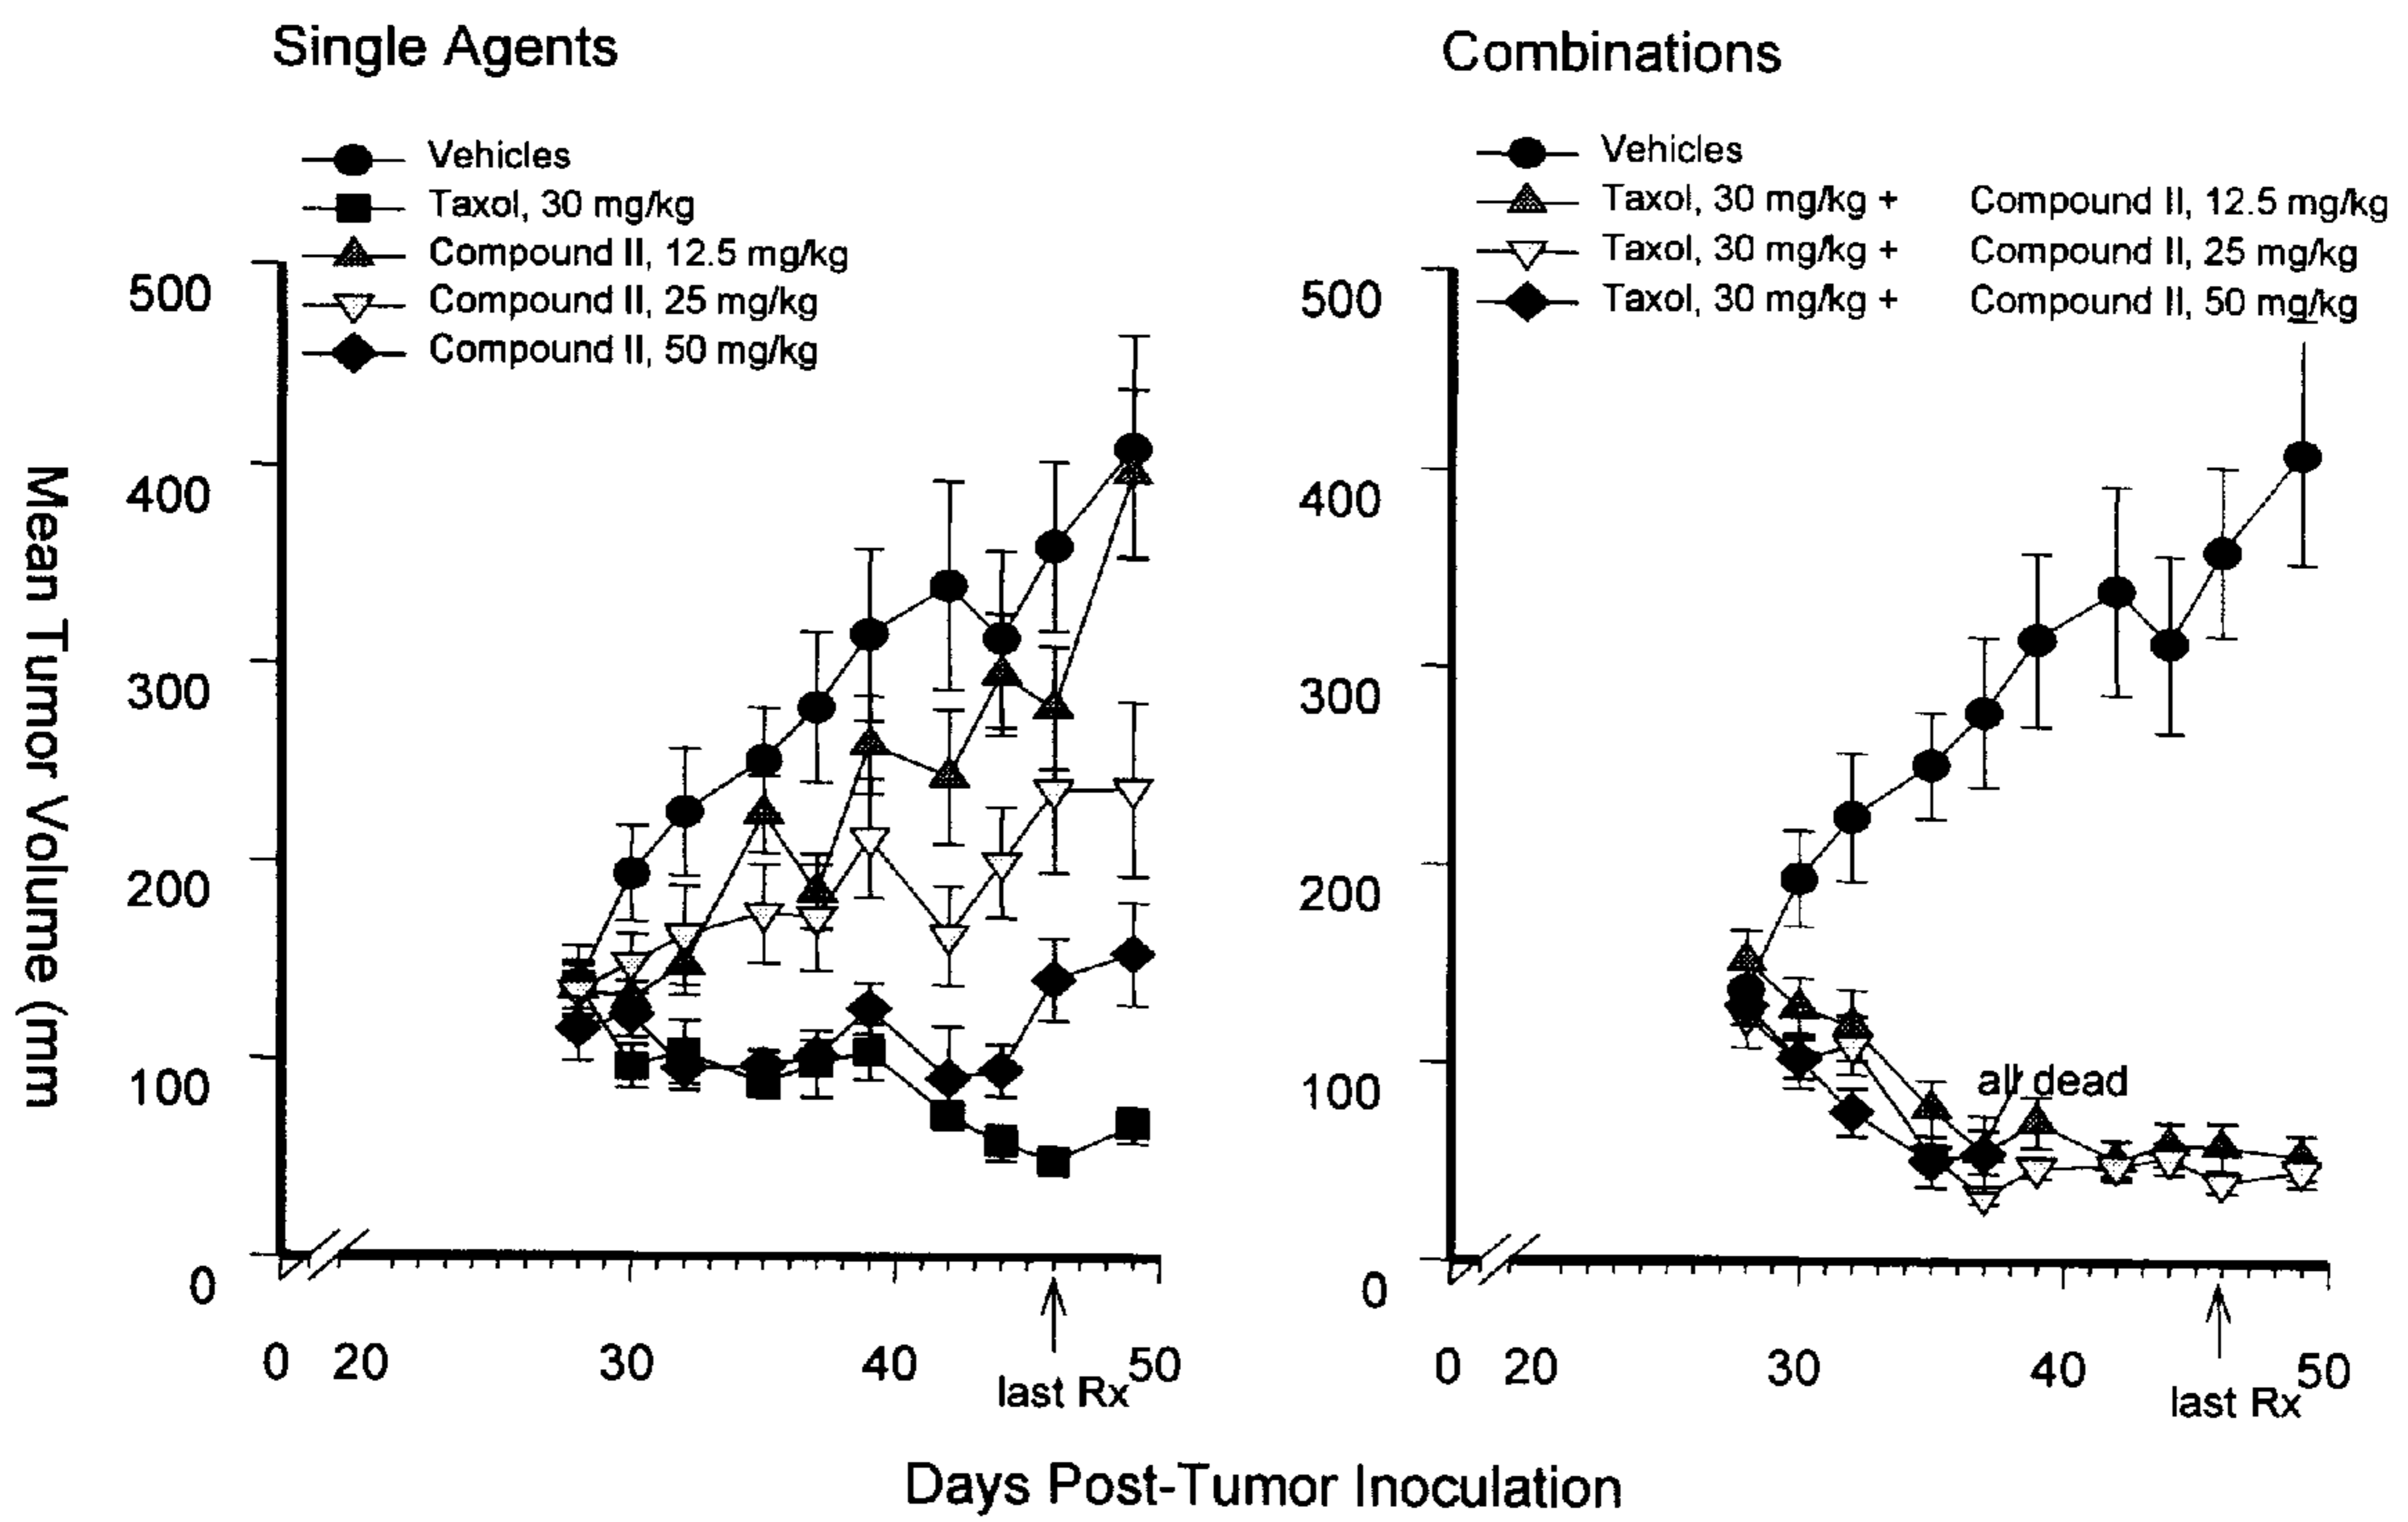 Single Agents
Vehicles
Taxol, 30 mg/kg
Compound II, 12.5 mg/kg
Compound II, 25 mg/kg
Compound II, 50 mg/kg
500
400
300
200
100
0
Mean Tumor Volume (mm
0 20 30 40 50
last Rx
Combinations
Vehicles
Taxol, 30 mg/kg + Compound II, 12.5 mg/kg
Taxol, 30 mg/kg + Compound II, 25 mg/kg
Taxol, 30 mg/kg + Compound II, 50 mg/kg
500
400
300
200
100
0
all dead
0 20 30 40 50
last Rx
Days Post-Tumor Inoculation